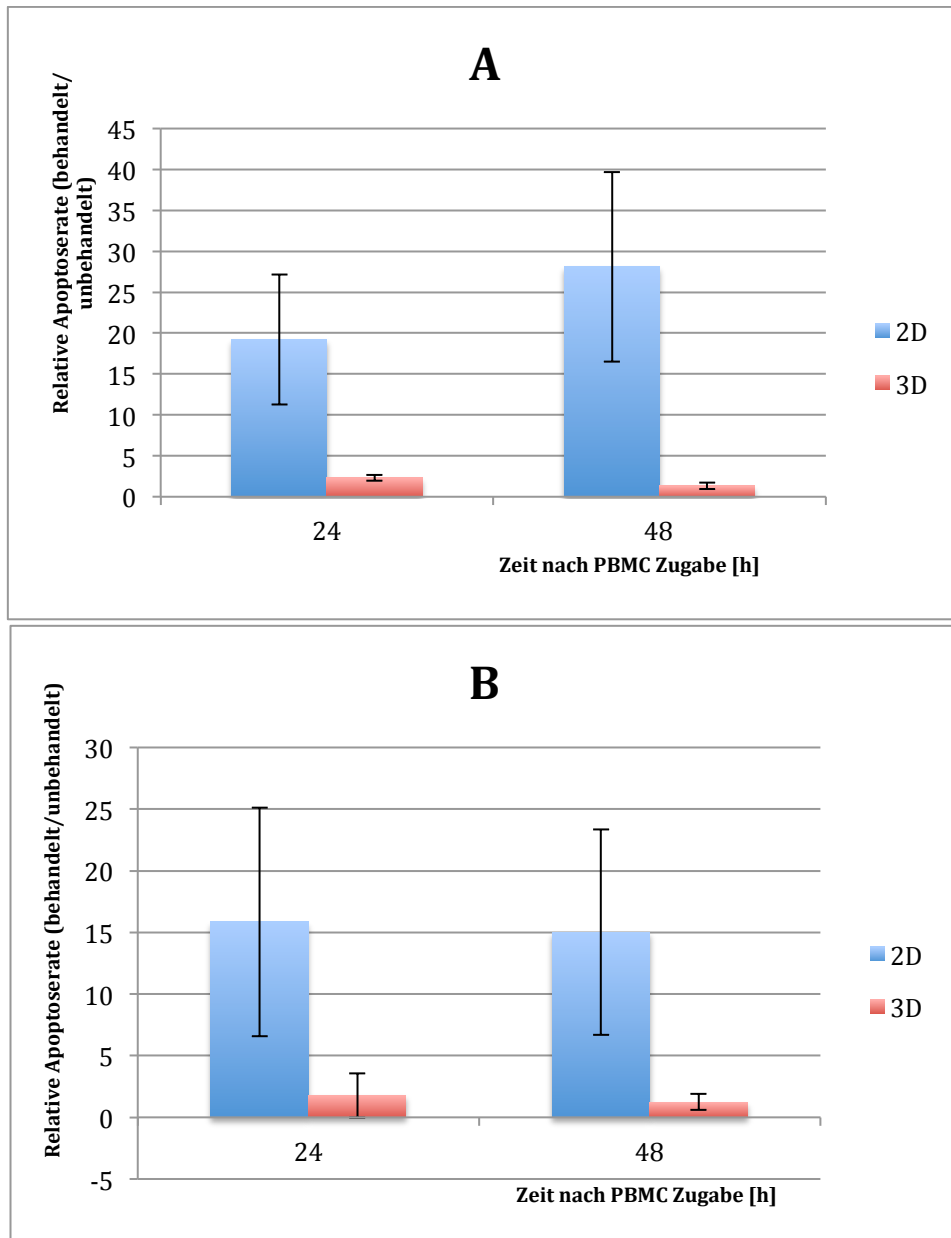 A
Relative Apoptoserate (behandelt/
unbehandelt)
45
40
35
30
25
20
15
10
5
0
24
48
Zeit nach PBMC Zugabe [h]
2D
3D
B
Relative Apoptoserate (behandelt/unbehandelt)
30
25
20
15
10
5
0
-5
24
48
Zeit nach PBMC Zugabe [h]
2D
3D